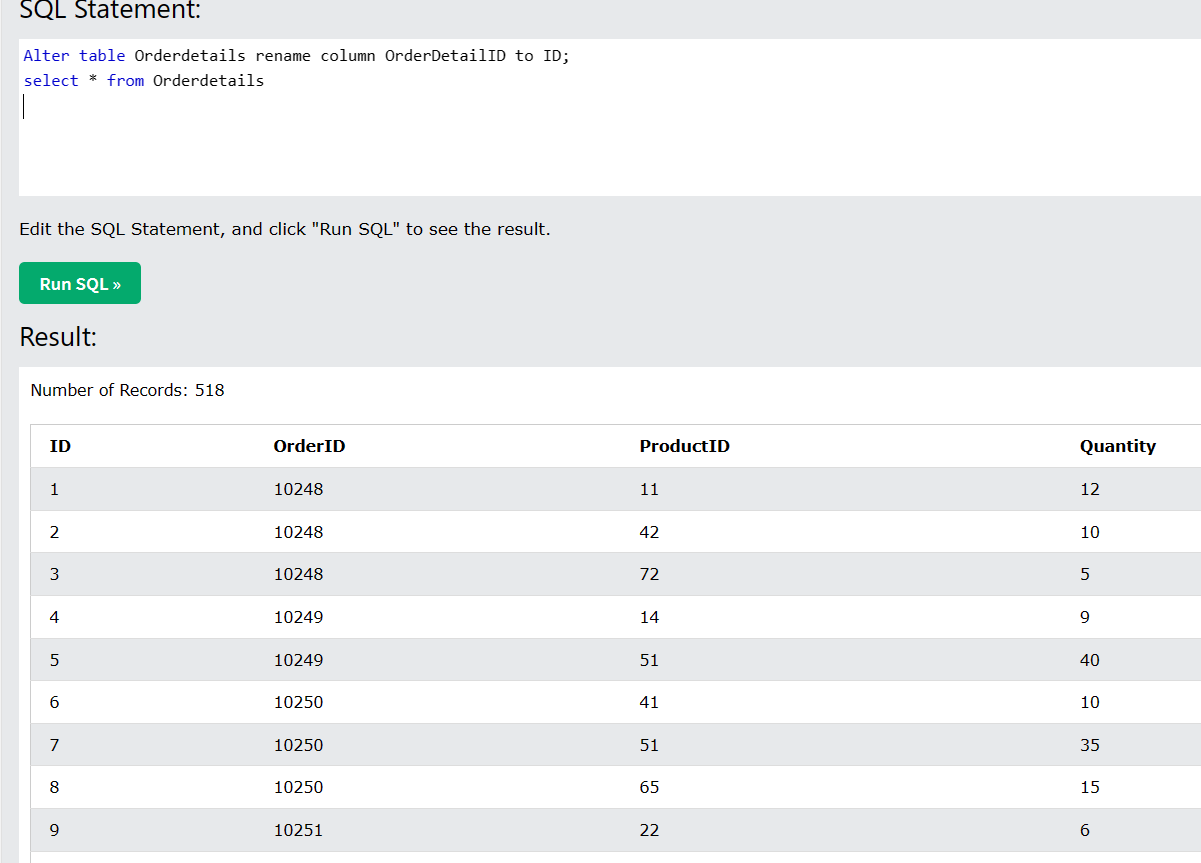 SQL Statement:
Alter table Orderdetails rename column OrderDetailID to ID;
select * from Orderdetails
Edit the SQL Statement, and click "Run SQL" to see the result.
Run SQL »
Result:
Number of Records: 518
ID OrderID ProductID Quantity
1 10248 11 12
2 10248 42 10
3 10248 72 5
4 10249 14 9
5 10249 51 40
6 10250 41 10
7 10250 51 35
8 10250 65 15
9 10251 22 6